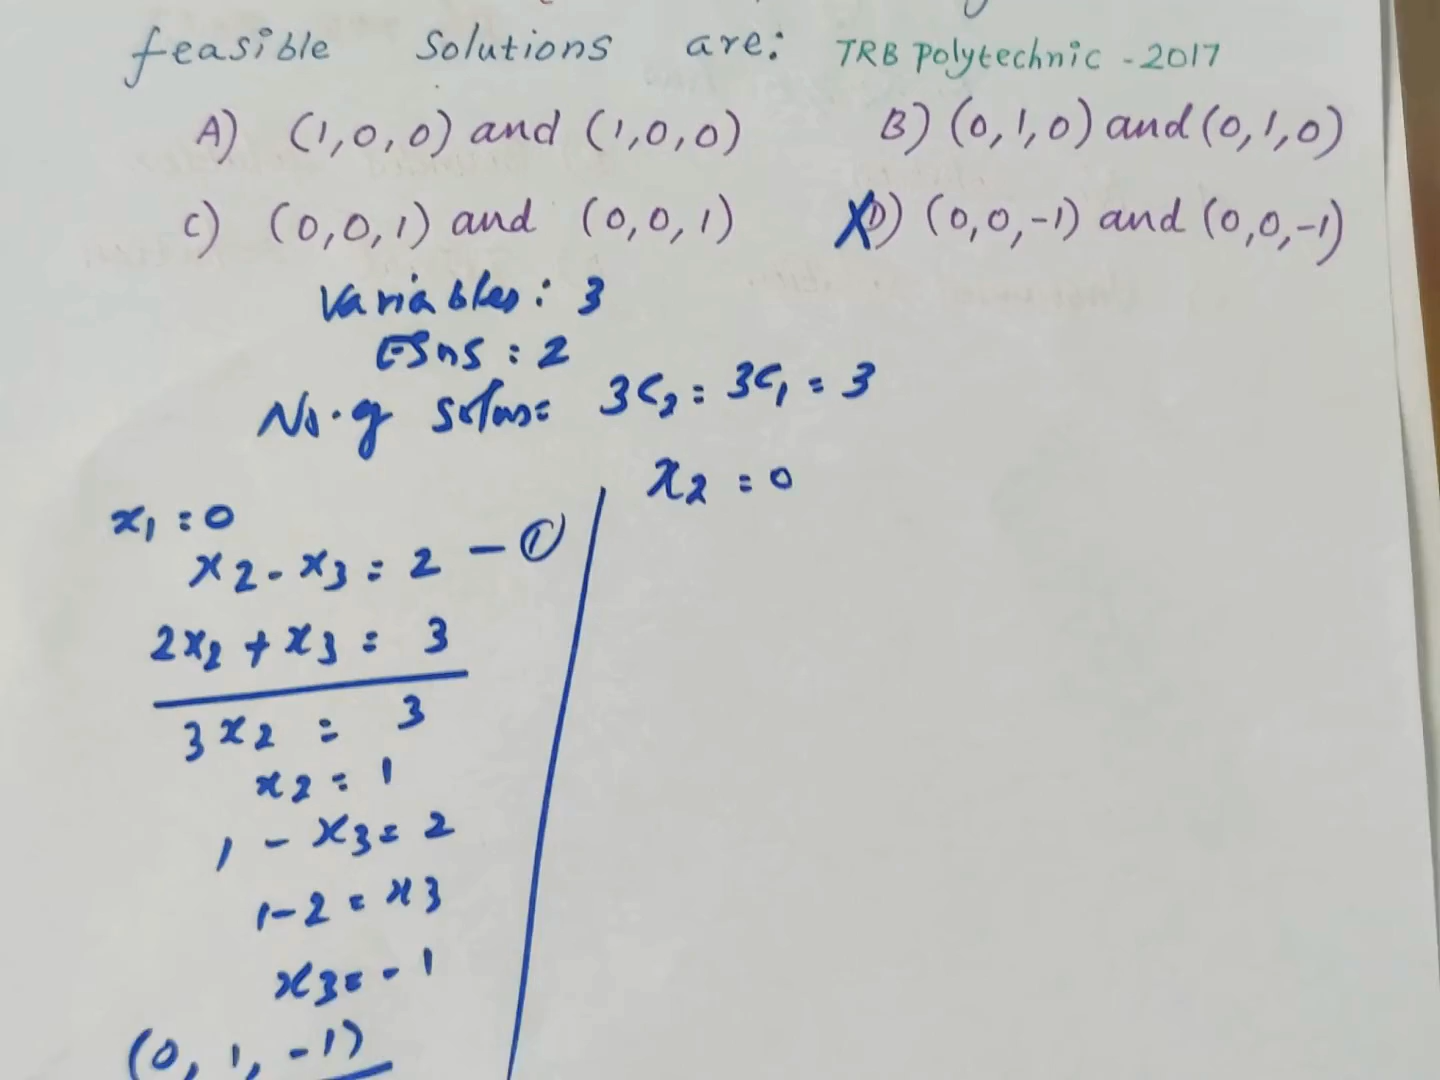 feasible solutions are: TRB Polytechnic - 2017
A) (1,0,0) and (1,0,0) B) (0,1,0) and (0,1,0)
C) (0,0,1) and (0,0,1) D) (0,0,-1) and (0,0,-1)
Variables: 3
Eqns : 2
No. of solns = 3C₂ = 3C₁ = 3
x₂ = 0
x₁ = 0
x₂ - x₃ = 2 - ①
2x₂ + x₃ = 3
3x₂ = 3
x₂ = 1
1 - x₃ = 2
1-2 = x₃
x₃ = -1
(0, 1, -1)